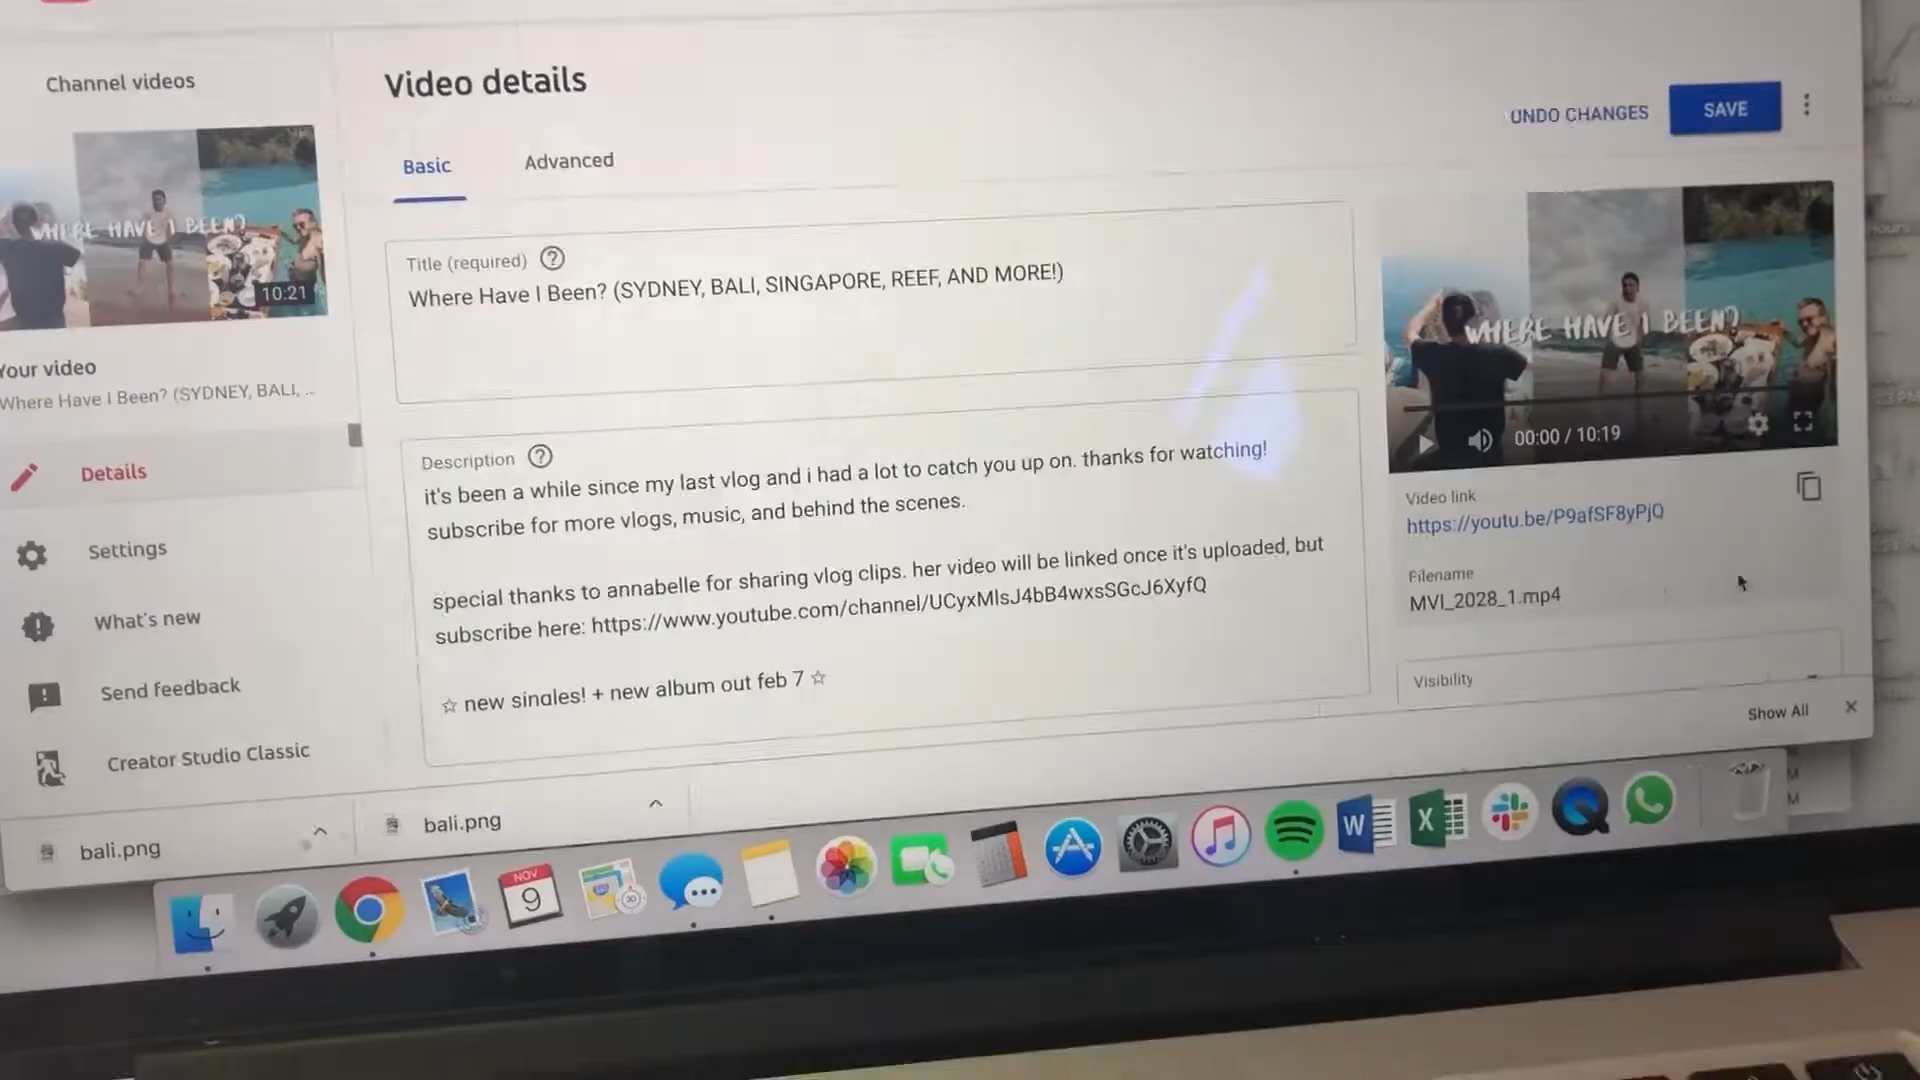 Channel videos
Video details
UNDO CHANGES
SAVE
Basic
Advanced
WHERE HAVE I BEEN?
10:21
Title (required)
Where Have I Been? (SYDNEY, BALI, SINGAPORE, REEF, AND MORE!)
WHERE HAVE I BEEN?
00:00 / 10:19
Your video
Where Have I Been? (SYDNEY, BALI, ...
Details
Settings
What's new
Send feedback
Creator Studio Classic
Description
it's been a while since my last vlog and i had a lot to catch you up on. thanks for watching!
subscribe for more vlogs, music, and behind the scenes.
special thanks to annabelle for sharing vlog clips. her video will be linked once it's uploaded, but
subscribe here: https://www.youtube.com/channel/UCyxMlsJ4bB4wxsSGcJ6XyfQ
☆ new singles! + new album out feb 7 ☆
Video link
https://youtu.be/P9afSF8yPjQ
Filename
MVI_2028_1.mp4
Visibility
Show All
bali.png
bali.png
NOV
9
W
X